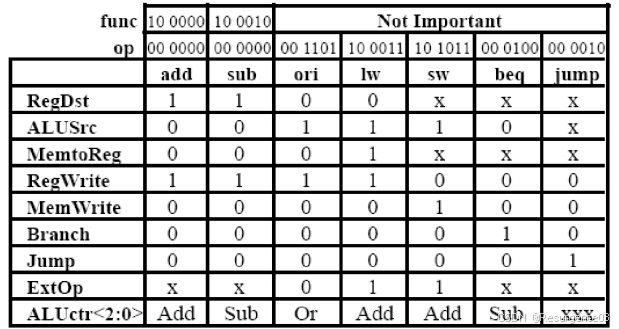 func 10 0000 10 0010 Not Important
op 00 0000 00 0000 00 1101 10 0011 10 1011 00 0100 00 0010
add sub ori lw sw beq jump
RegDst 1 1 0 0 x x x
ALUSrc 0 0 1 1 1 0 x
MemtoReg 0 0 0 1 x x x
RegWrite 1 1 1 1 0 0 0
MemWrite 0 0 0 0 1 0 0
Branch 0 0 0 0 0 1 0
Jump 0 0 0 0 0 0 1
ExtOp x x 0 1 1 x x
ALUctr<2:0> Add Sub Or Add Add Sub xxx